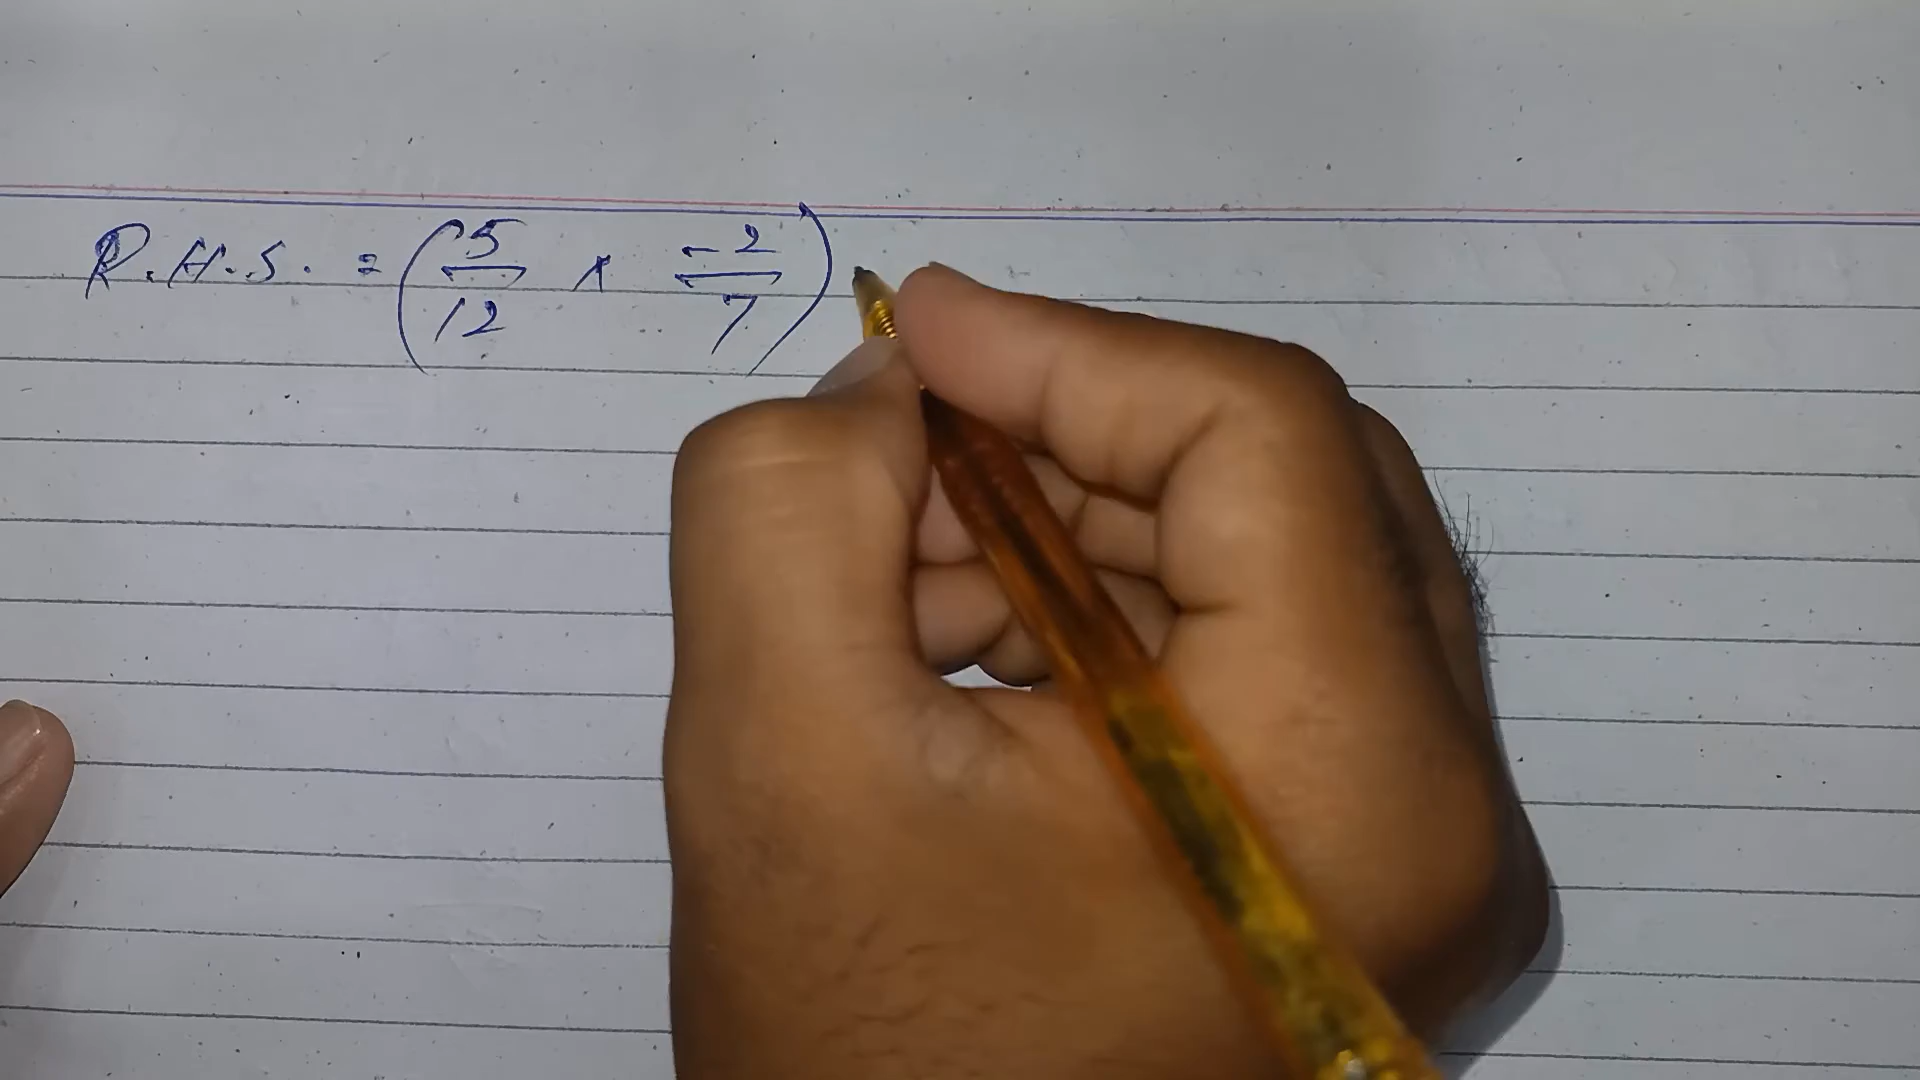 R.H.S. = (5/12 × -2/7)